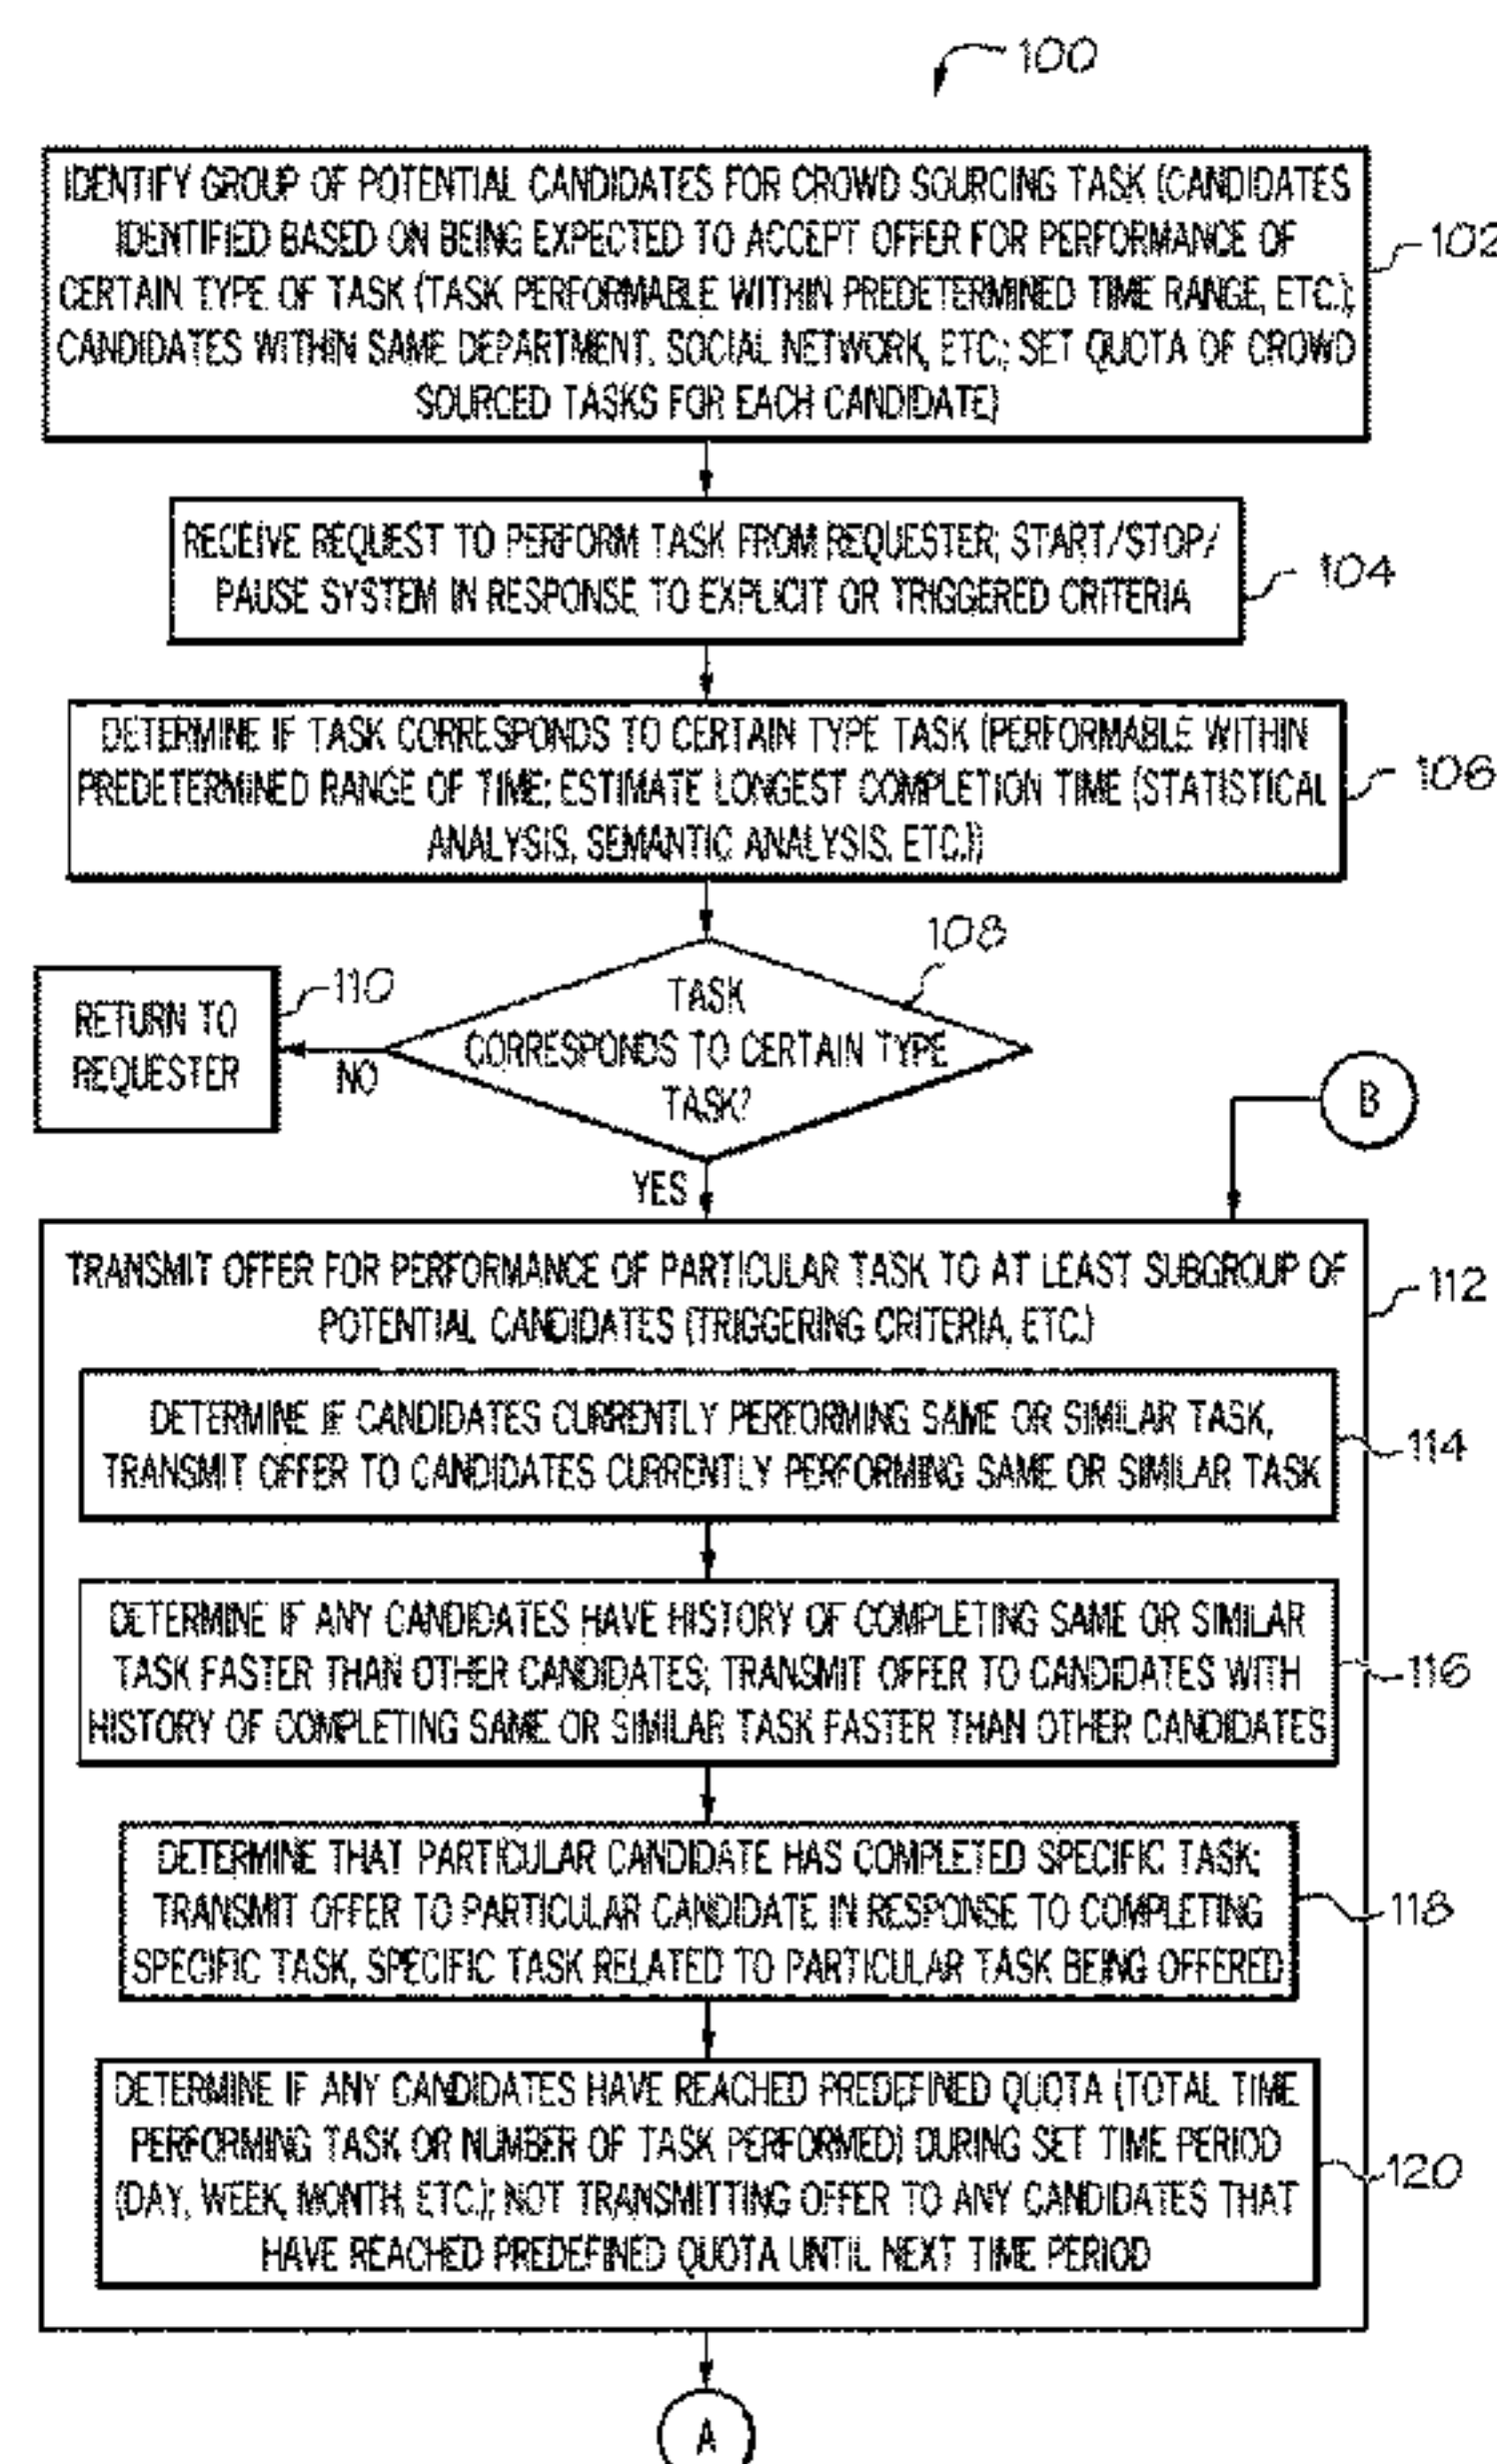 100
IDENTIFY GROUP OF POTENTIAL CANDIDATES FOR CROWD SOURCING TASK (CANDIDATES
IDENTIFIED BASED ON BEING EXPECTED TO ACCEPT OFFER FOR PERFORMANCE OF
CERTAIN TYPE OF TASK (TASK PERFORMABLE WITHIN PREDETERMINED TIME RANGE, ETC.);
CANDIDATES WITHIN SAME DEPARTMENT, SOCIAL NETWORK, ETC.; SET QUOTA OF CROWD
SOURCED TASKS FOR EACH CANDIDATE)
102
RECEIVE REQUEST TO PERFORM TASK FROM REQUESTER; START/STOP/
PAUSE SYSTEM IN RESPONSE TO EXPLICIT OR TRIGGERED CRITERIA
104
DETERMINE IF TASK CORRESPONDS TO CERTAIN TYPE TASK (PERFORMABLE WITHIN
PREDETERMINED RANGE OF TIME; ESTIMATE LONGEST COMPLETION TIME (STATISTICAL
ANALYSIS, SEMANTIC ANALYSIS, ETC.))
106
108
TASK
CORRESPONDS TO CERTAIN TYPE
TASK?
110
RETURN TO
REQUESTER
NO
YES
B
TRANSMIT OFFER FOR PERFORMANCE OF PARTICULAR TASK TO AT LEAST SUBGROUP OF
POTENTIAL CANDIDATES (TRIGGERING CRITERIA, ETC.)
112
DETERMINE IF CANDIDATES CURRENTLY PERFORMING SAME OR SIMILAR TASK,
TRANSMIT OFFER TO CANDIDATES CURRENTLY PERFORMING SAME OR SIMILAR TASK
114
DETERMINE IF ANY CANDIDATES HAVE HISTORY OF COMPLETING SAME OR SIMILAR
TASK FASTER THAN OTHER CANDIDATES; TRANSMIT OFFER TO CANDIDATES WITH
HISTORY OF COMPLETING SAME OR SIMILAR TASK FASTER THAN OTHER CANDIDATES
116
DETERMINE THAT PARTICULAR CANDIDATE HAS COMPLETED SPECIFIC TASK;
TRANSMIT OFFER TO PARTICULAR CANDIDATE IN RESPONSE TO COMPLETING
SPECIFIC TASK, SPECIFIC TASK RELATED TO PARTICULAR TASK BEING OFFERED
118
DETERMINE IF ANY CANDIDATES HAVE REACHED PREDEFINED QUOTA (TOTAL TIME
PERFORMING TASK OR NUMBER OF TASK PERFORMED) DURING SET TIME PERIOD
(DAY, WEEK, MONTH, ETC.); NOT TRANSMITTING OFFER TO ANY CANDIDATES THAT
HAVE REACHED PREDEFINED QUOTA UNTIL NEXT TIME PERIOD
120
A